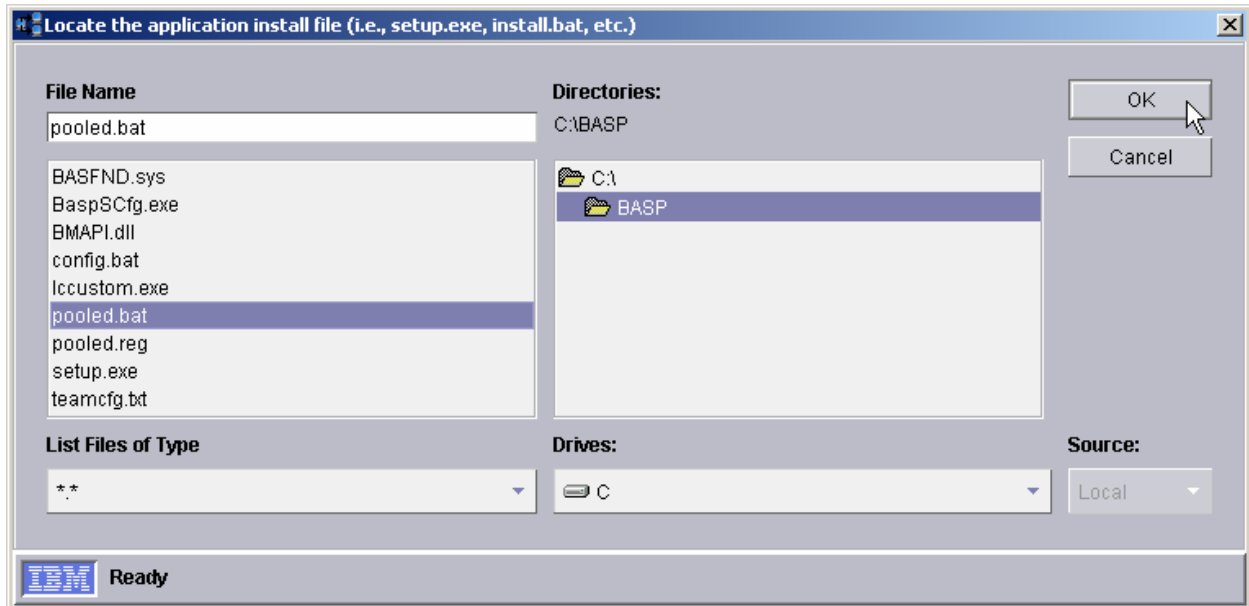 Locate the application install file (i.e., setup.exe, install.bat, etc.)
File Name
pooled.bat
BASFND.sys
BaspSCfg.exe
BMAPI.dll
config.bat
lccustom.exe
pooled.bat
pooled.reg
setup.exe
teamcfg.txt
List Files of Type
*.*
Directories:
C:\BASP
C:\
BASP
Drives:
C
OK
Cancel
Source:
Local
IBM
Ready